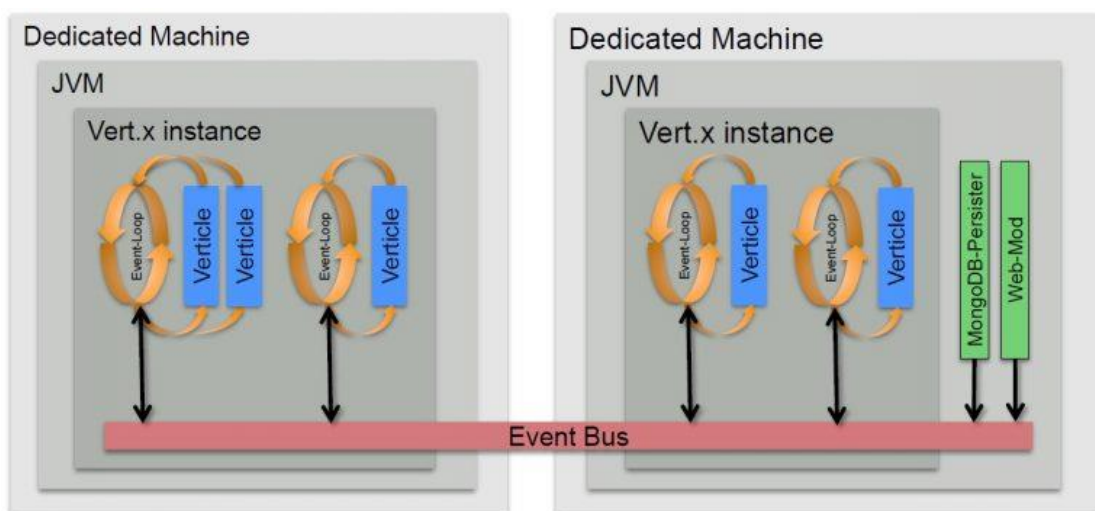 Dedicated Machine
JVM
Vert.x instance
Event-Loop
Verticle
Verticle
Event-Loop
Verticle
Dedicated Machine
JVM
Vert.x instance
Event-Loop
Verticle
Event-Loop
Verticle
MongoDB-Persister
Web-Mod
Event Bus